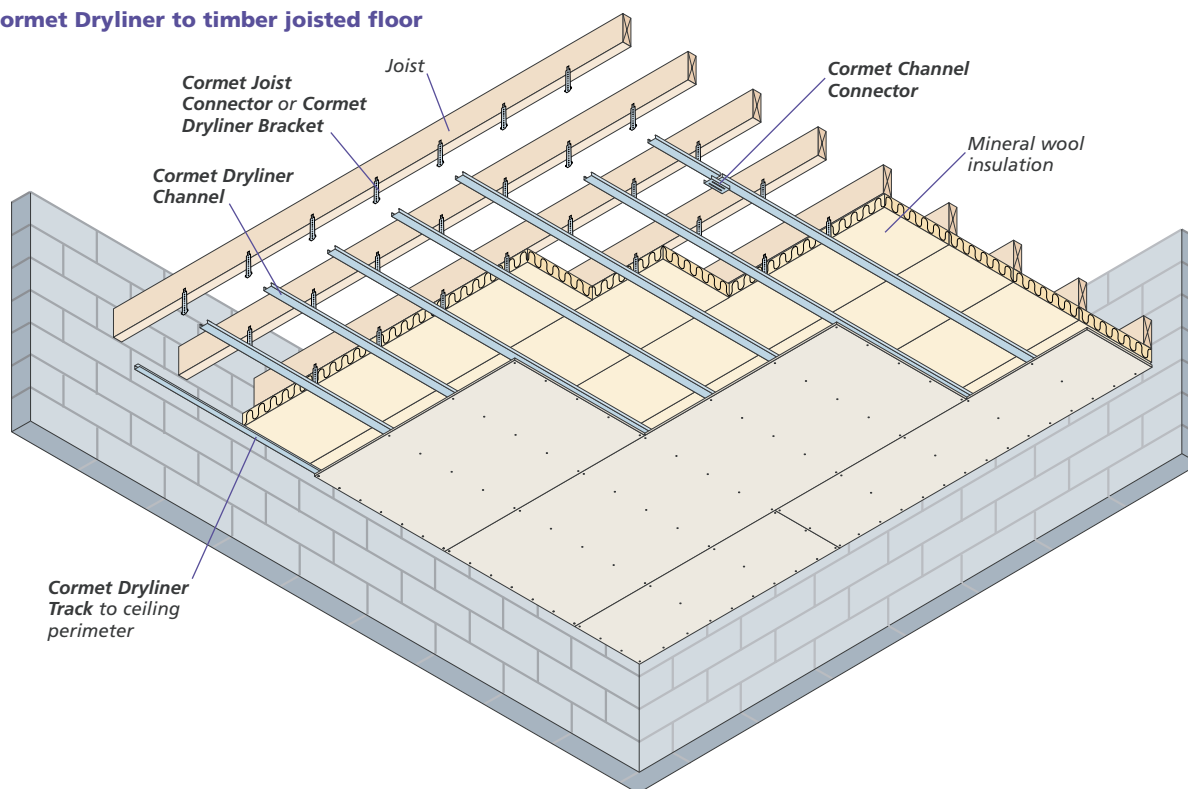 ormet Dryliner to timber joisted floor
Joist
Cormet Joist
Connector or Cormet
Dryliner Bracket
Cormet Channel
Connector
Mineral wool
insulation
Cormet Dryliner
Channel
Cormet Dryliner
Track to ceiling
perimeter